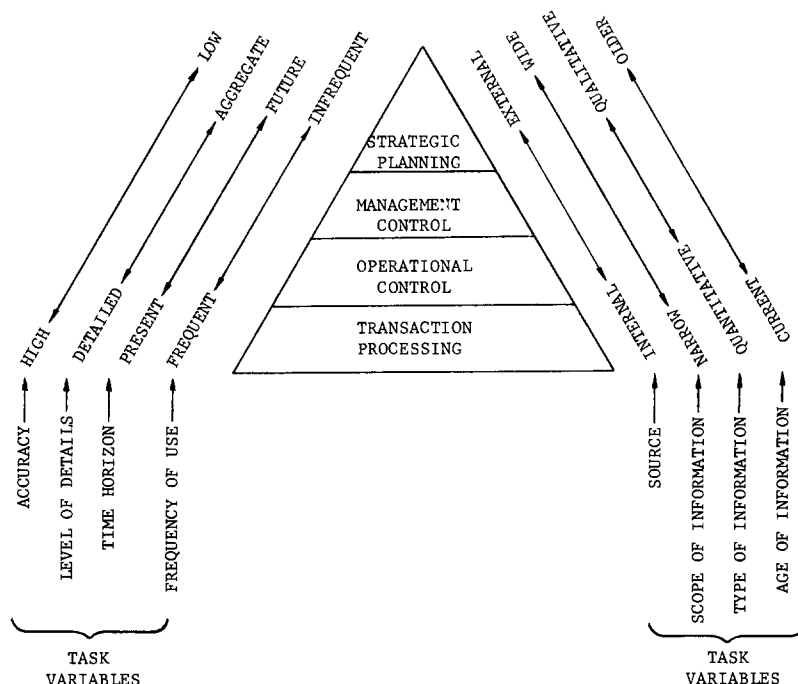 LOW
AGGREGATE
FUTURE
INFREQUENT
HIGH
DETAILED
PRESENT
FREQUENT
ACCURACY
LEVEL OF DETAILS
TIME HORIZON
FREQUENCY OF USE
TASK
VARIABLES
STRATEGIC
PLANNING
MANAGEMENT
CONTROL
OPERATIONAL
CONTROL
TRANSACTION
PROCESSING
EXTERNAL
WIDE
QUALITATIVE
OLDER
INTERNAL
NARROW
QUANTITATIVE
CURRENT
SOURCE
SCOPE OF INFORMATION
TYPE OF INFORMATION
AGE OF INFORMATION
TASK
VARIABLES